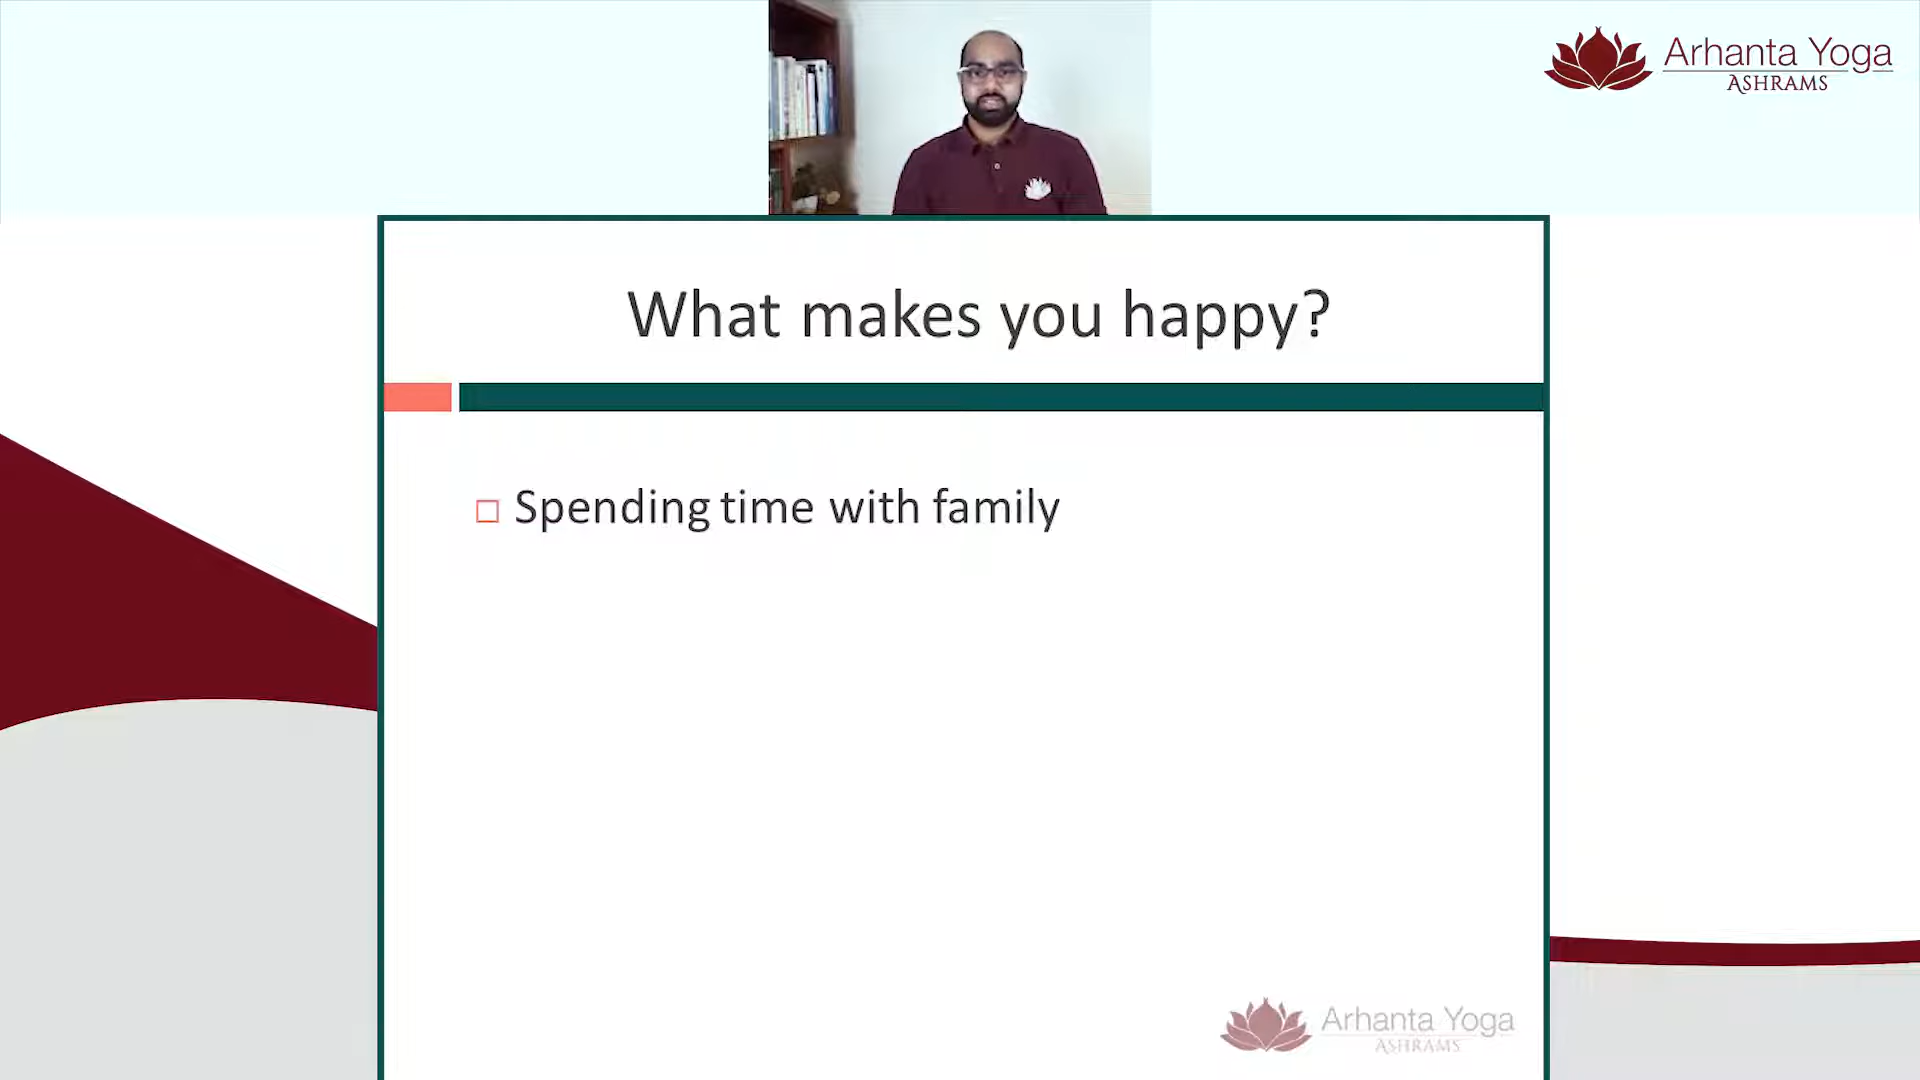 Arhanta Yoga
ASHRAMS
What makes you happy?
Spending time with family
Arhanta Yoga
ASHRAMS